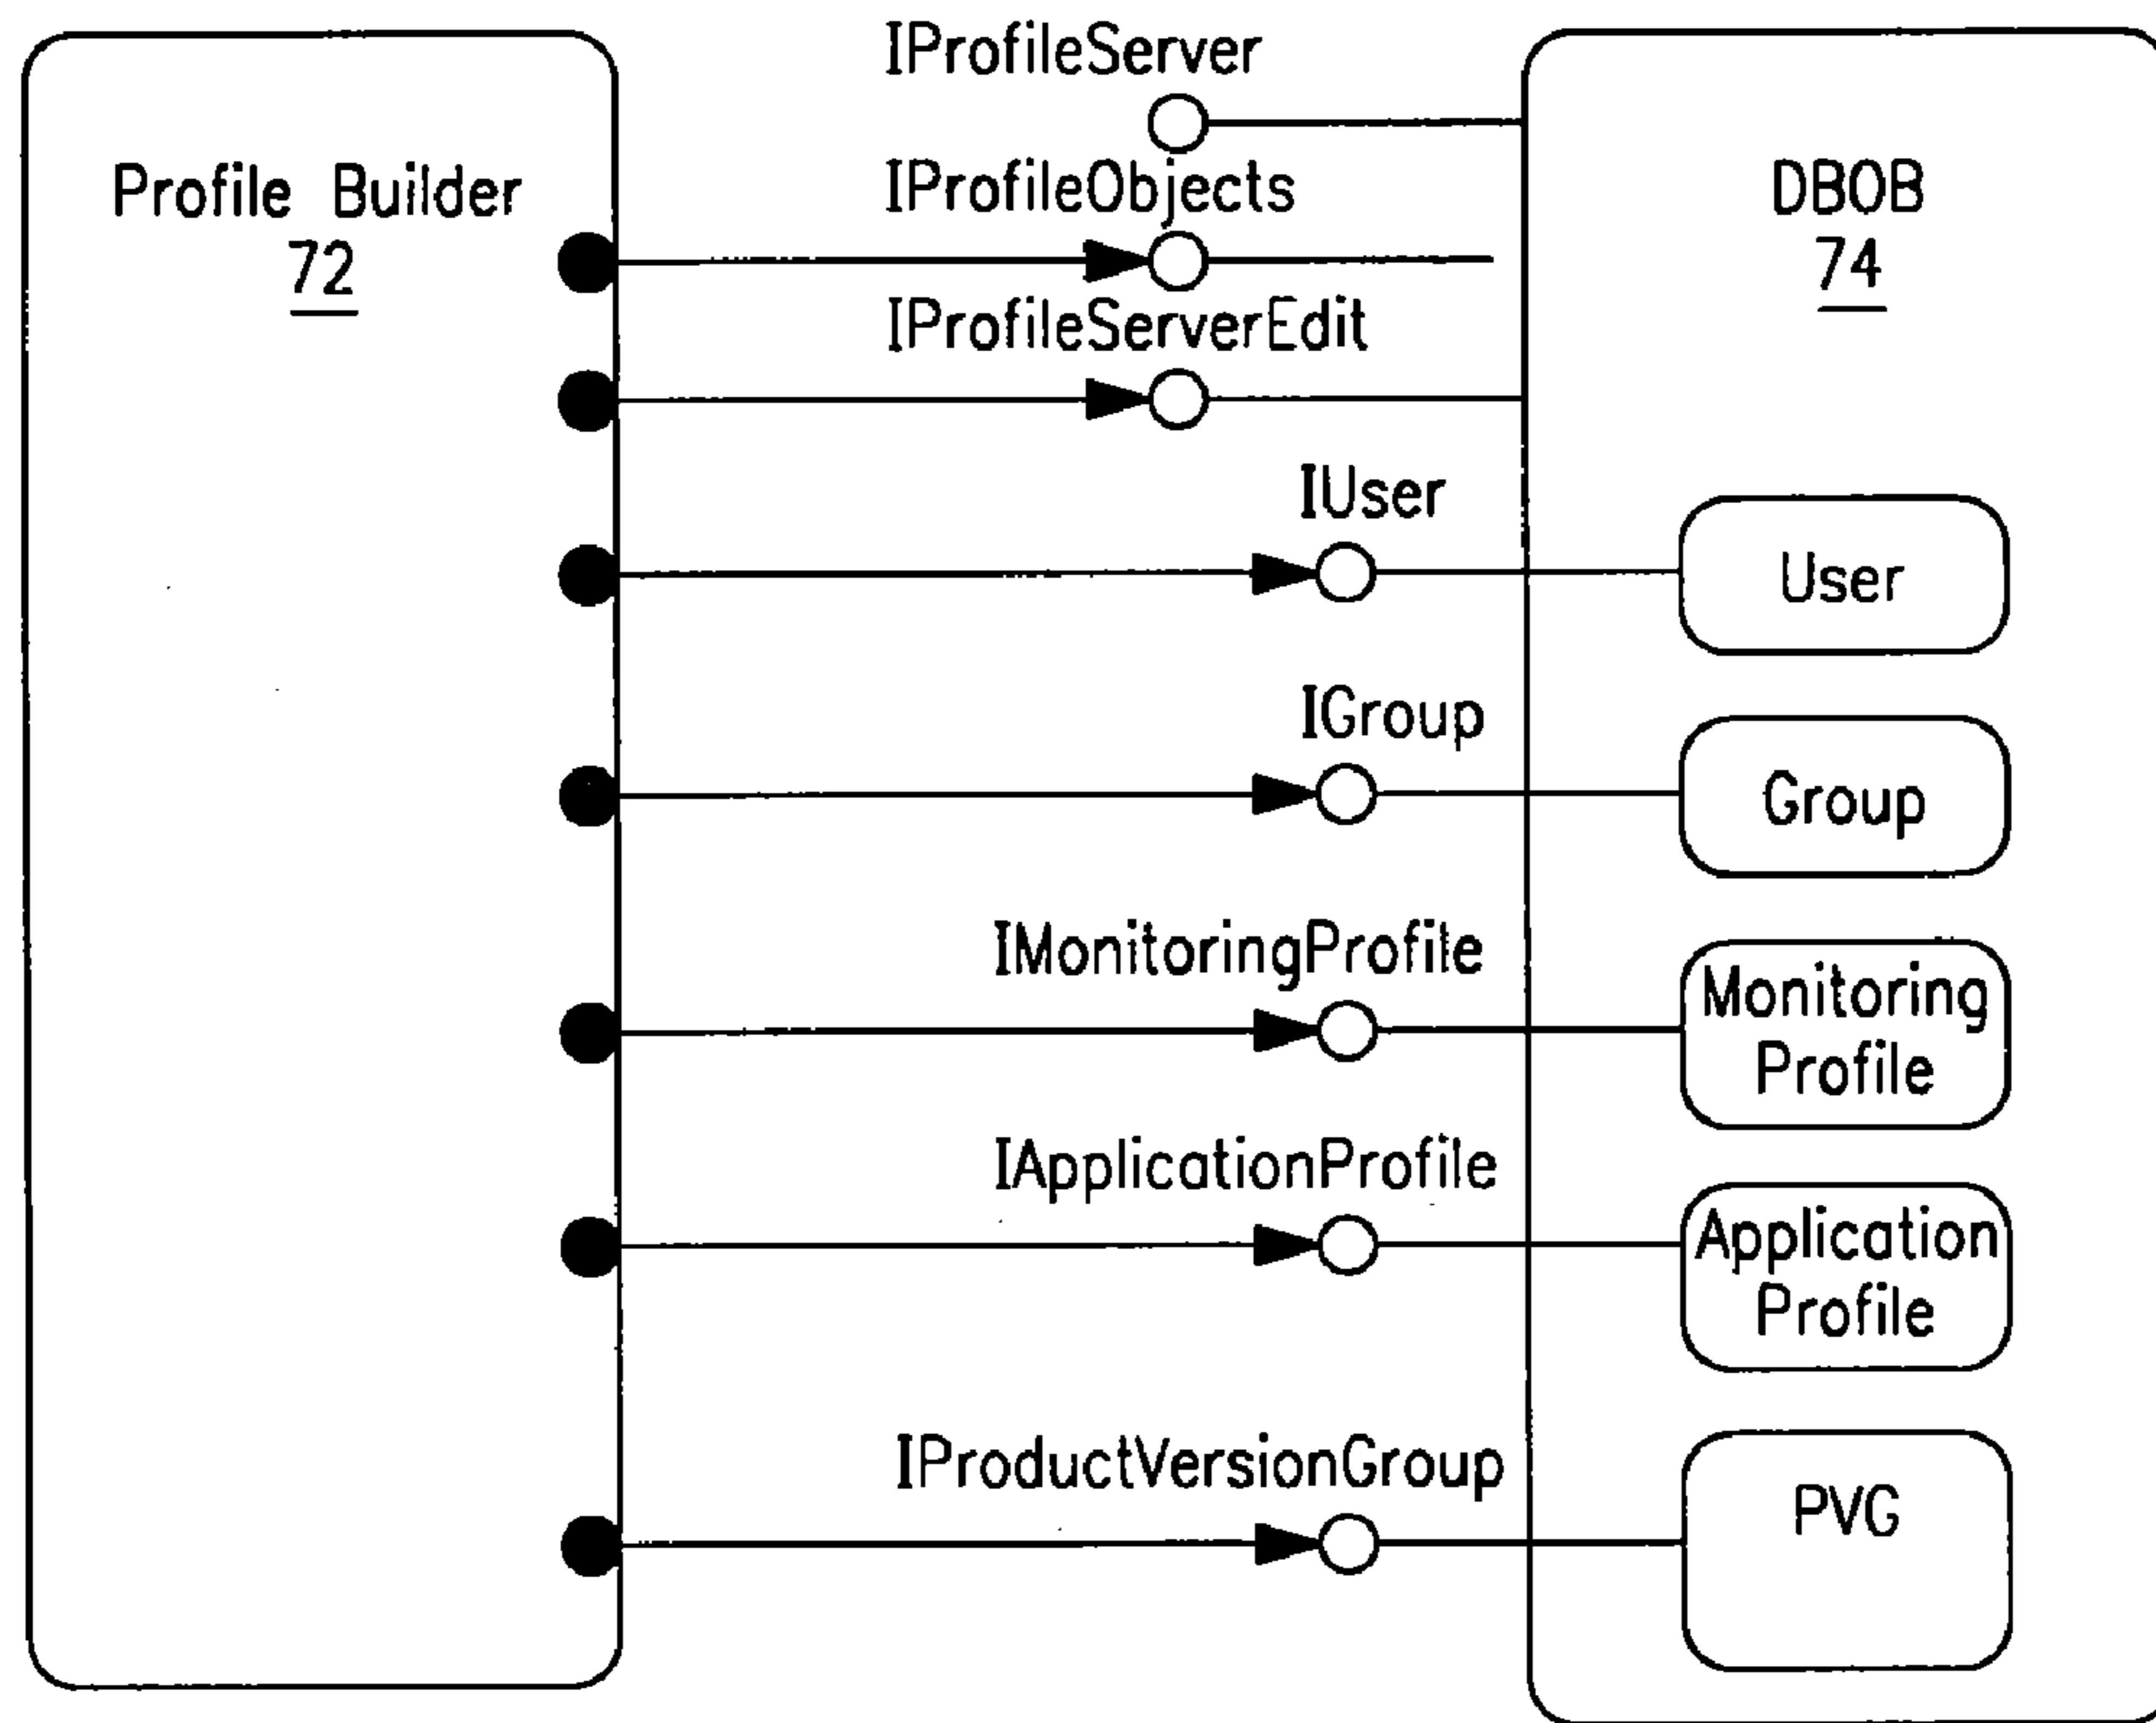 IProfileServer
Profile Builder
72
IProfileObjects
DBOB
74
IProfileServerEdit
IUser
User
IGroup
Group
IMonitoringProfile
Monitoring
Profile
IApplicationProfile
Application
Profile
IProductVersionGroup
PVG